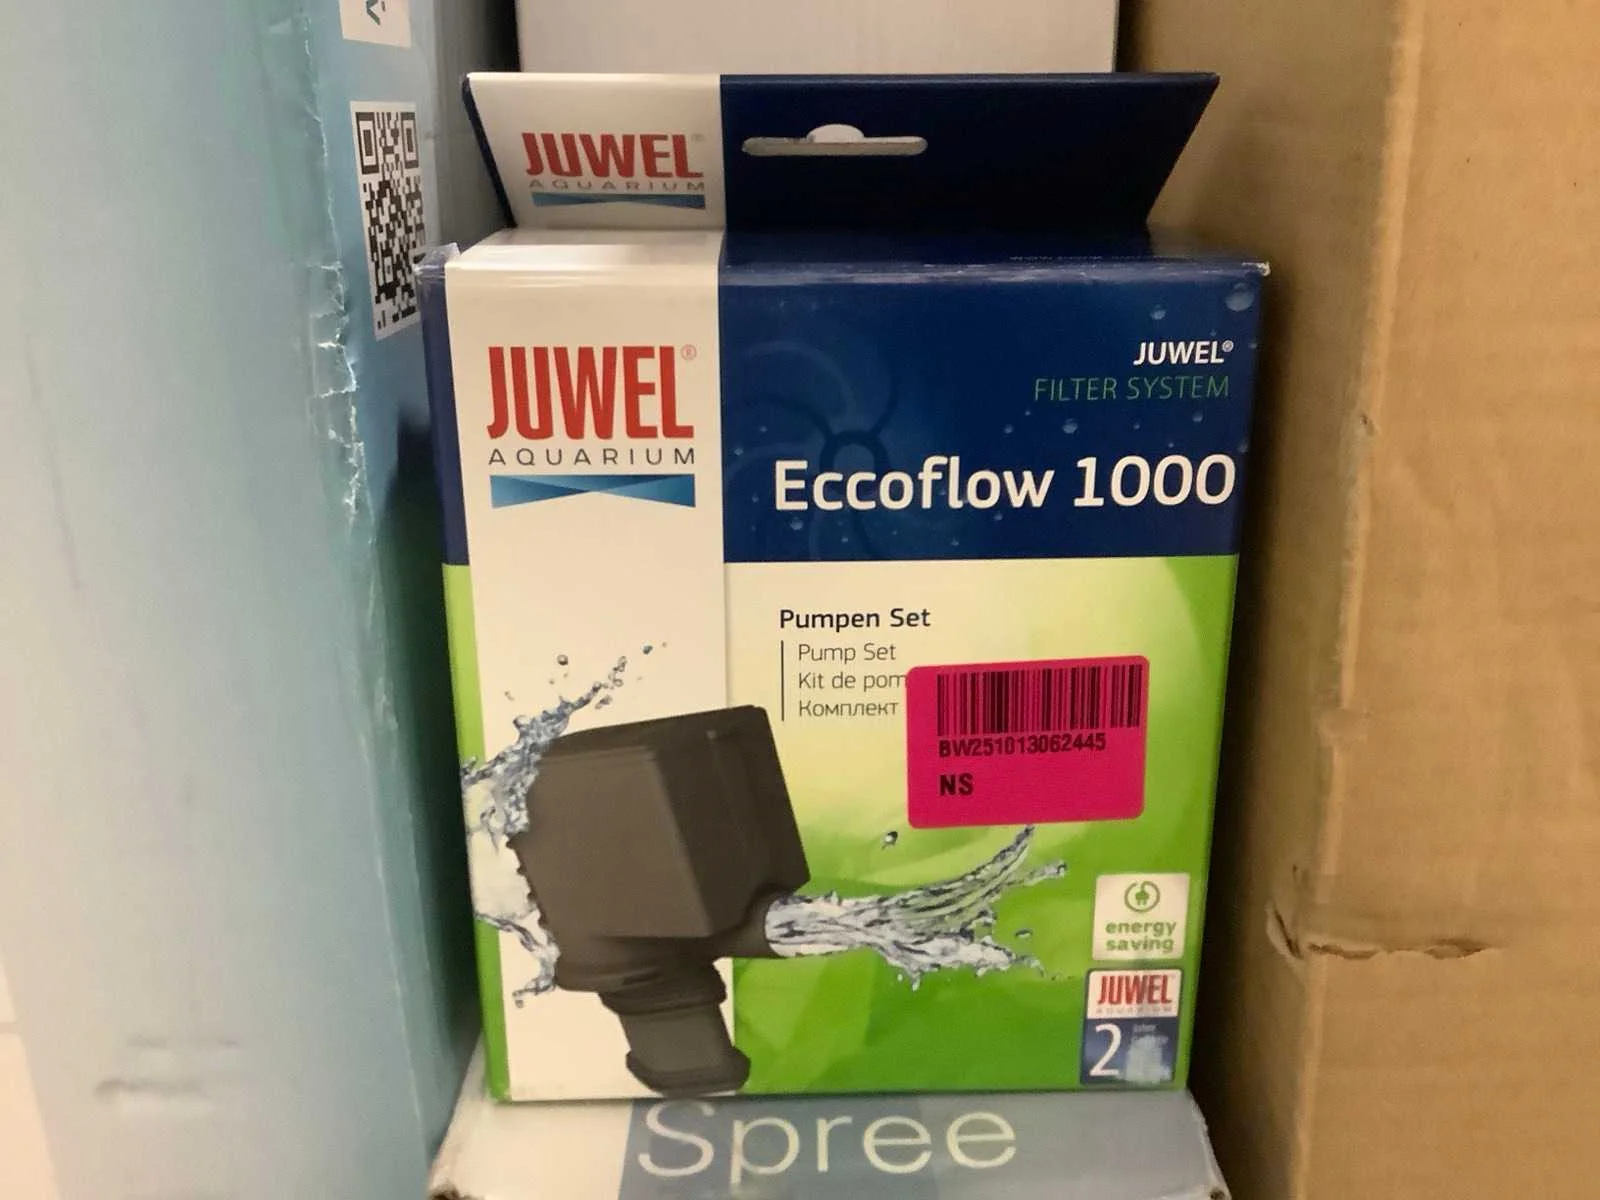 JUWEL®
AQUARIUM
JUWEL®
AQUARIUM
JUWEL®
FILTER SYSTEM
Eccoflow 1000
Pumpen Set
Pump Set
Kit de pom
Комплект
BW251013062445
NS
energy
saving
JUWEL
AQUARIUM
2
Spree